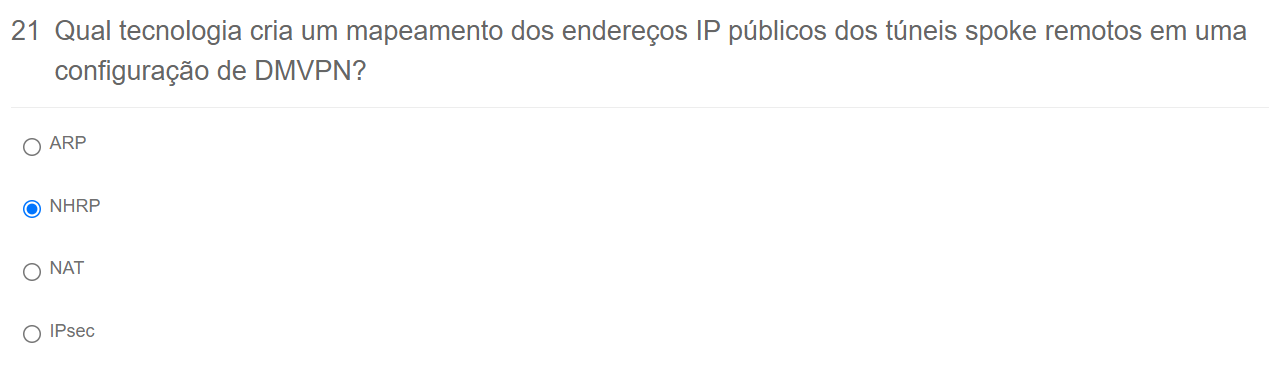 21 Qual tecnologia cria um mapeamento dos endereços IP públicos dos túneis spoke remotos em uma
configuração de DMVPN?
ARP
NHRP
NAT
IPsec